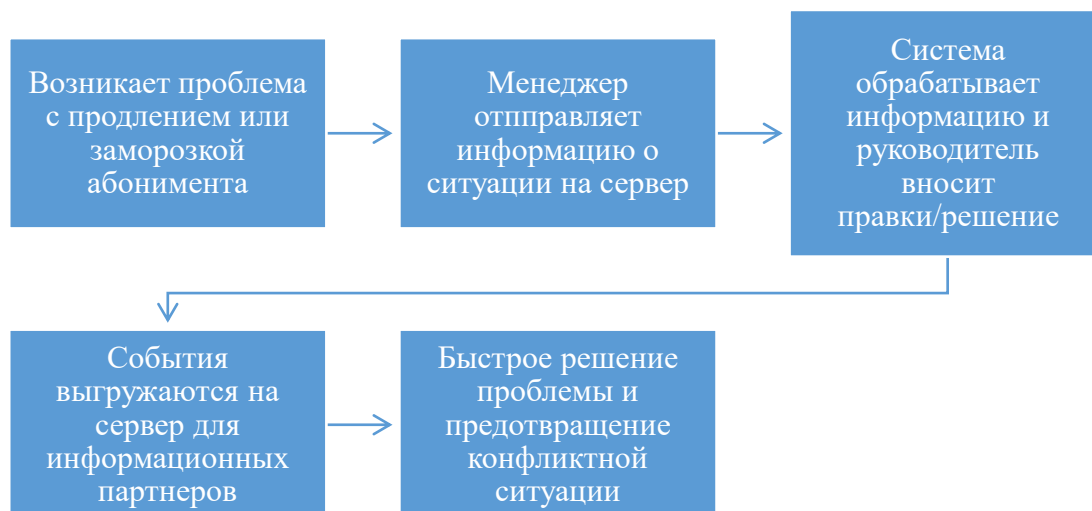 Возникает проблема
с продлением или
заморозкой
абонимента
Менеджер
отпправляет
информацию о
ситуации на сервер
Система
обрабатывает
информацию и
руководитель
вносит
правки/решение
События
выгружаются на
сервер для
информационных
партнеров
Быстрое решение
проблемы и
предотвращение
конфликтной
ситуации